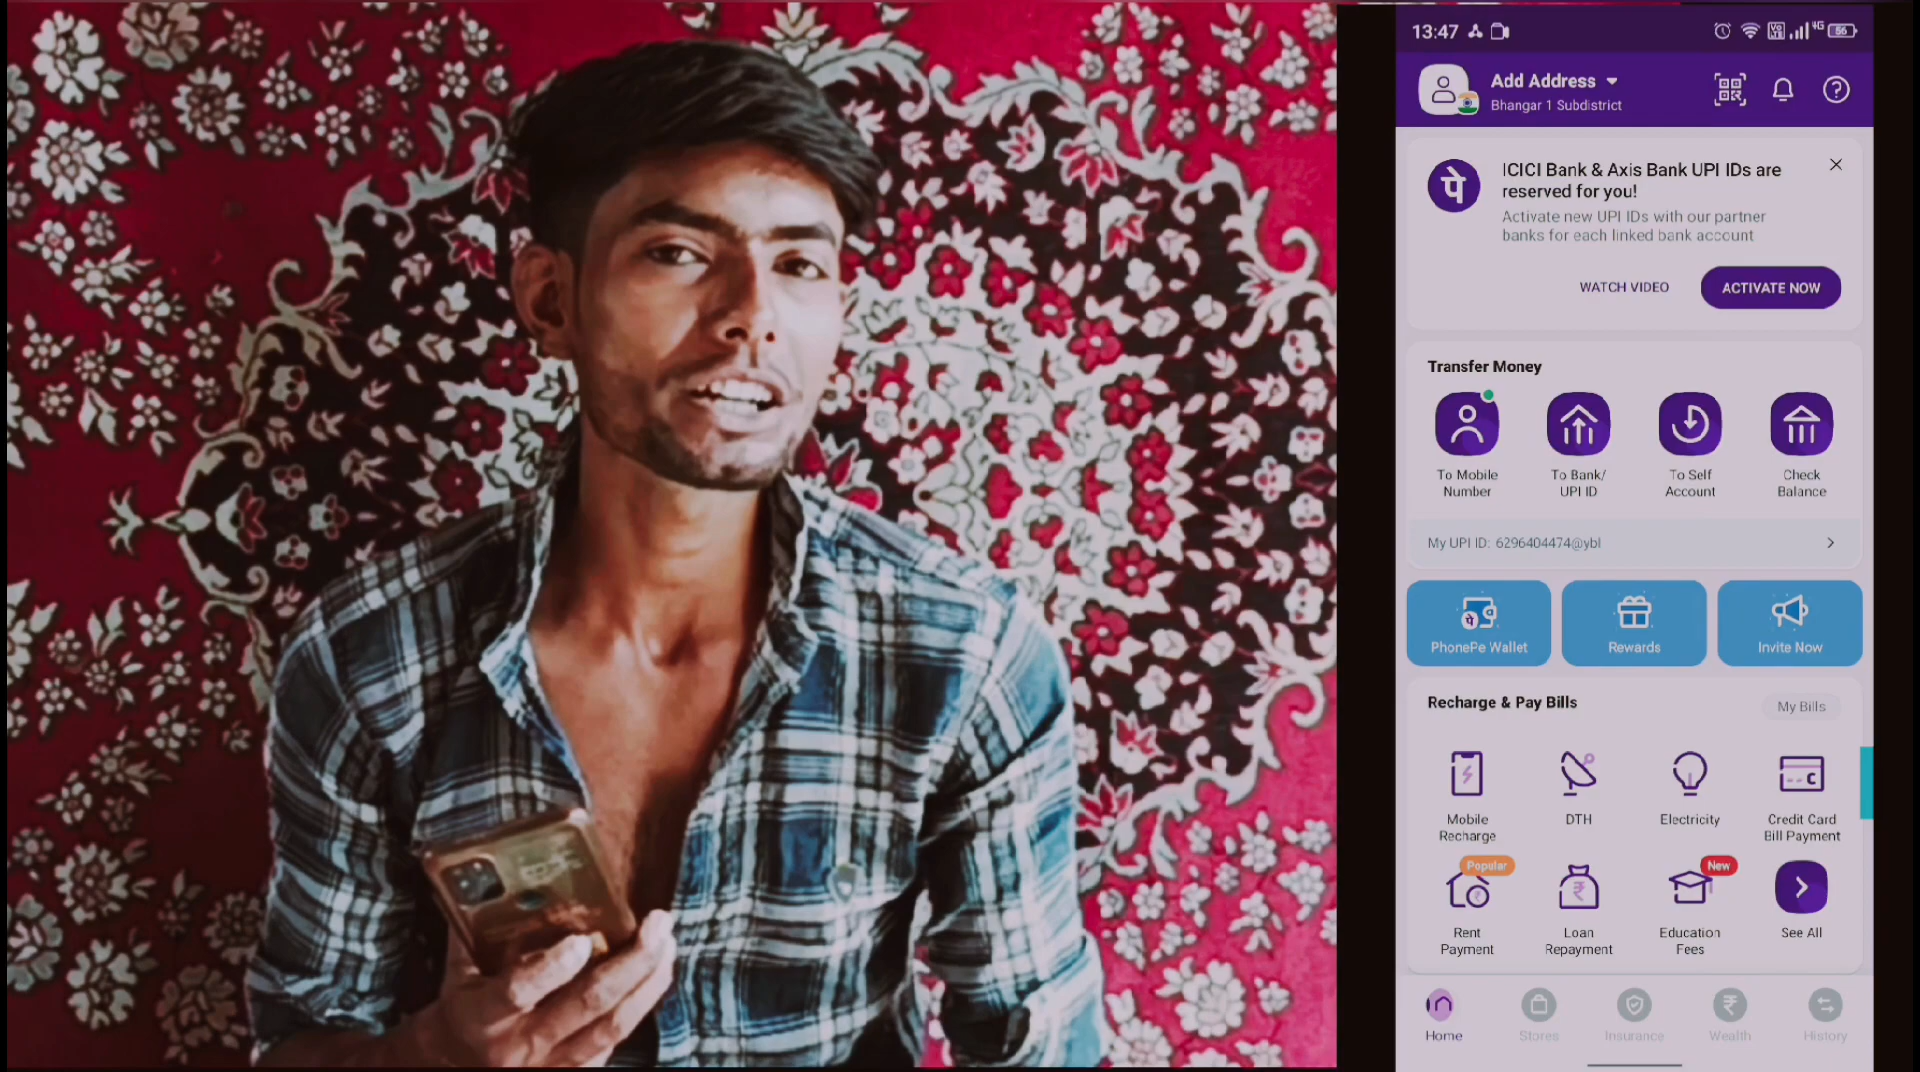 13:47
4G
56
Add Address
Bhangar 1 Subdistrict
पे
ICICI Bank & Axis Bank UPI IDs are
reserved for you!
Activate new UPI IDs with our partner
banks for each linked bank account
WATCH VIDEO
ACTIVATE NOW
Transfer Money
To Mobile
Number
To Bank/
UPI ID
To Self
Account
Check
Balance
My UPI ID: 6296404474@ybl
PhonePe Wallet
Rewards
Invite Now
Recharge & Pay Bills
My Bills
Mobile
Recharge
DTH
Electricity
Credit Card
Bill Payment
Popular
New
Rent
Payment
Loan
Repayment
Education
Fees
See All
Home
Stores
Insurance
Wealth
History